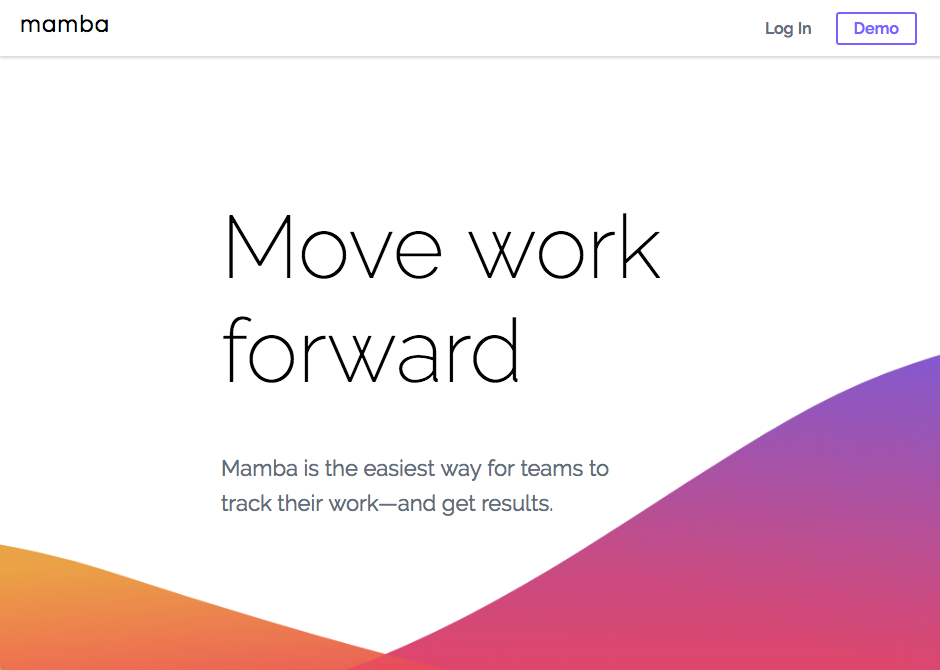 mamba
Log In
Demo
Move work
forward
Mamba is the easiest way for teams to
track their work—and get results.